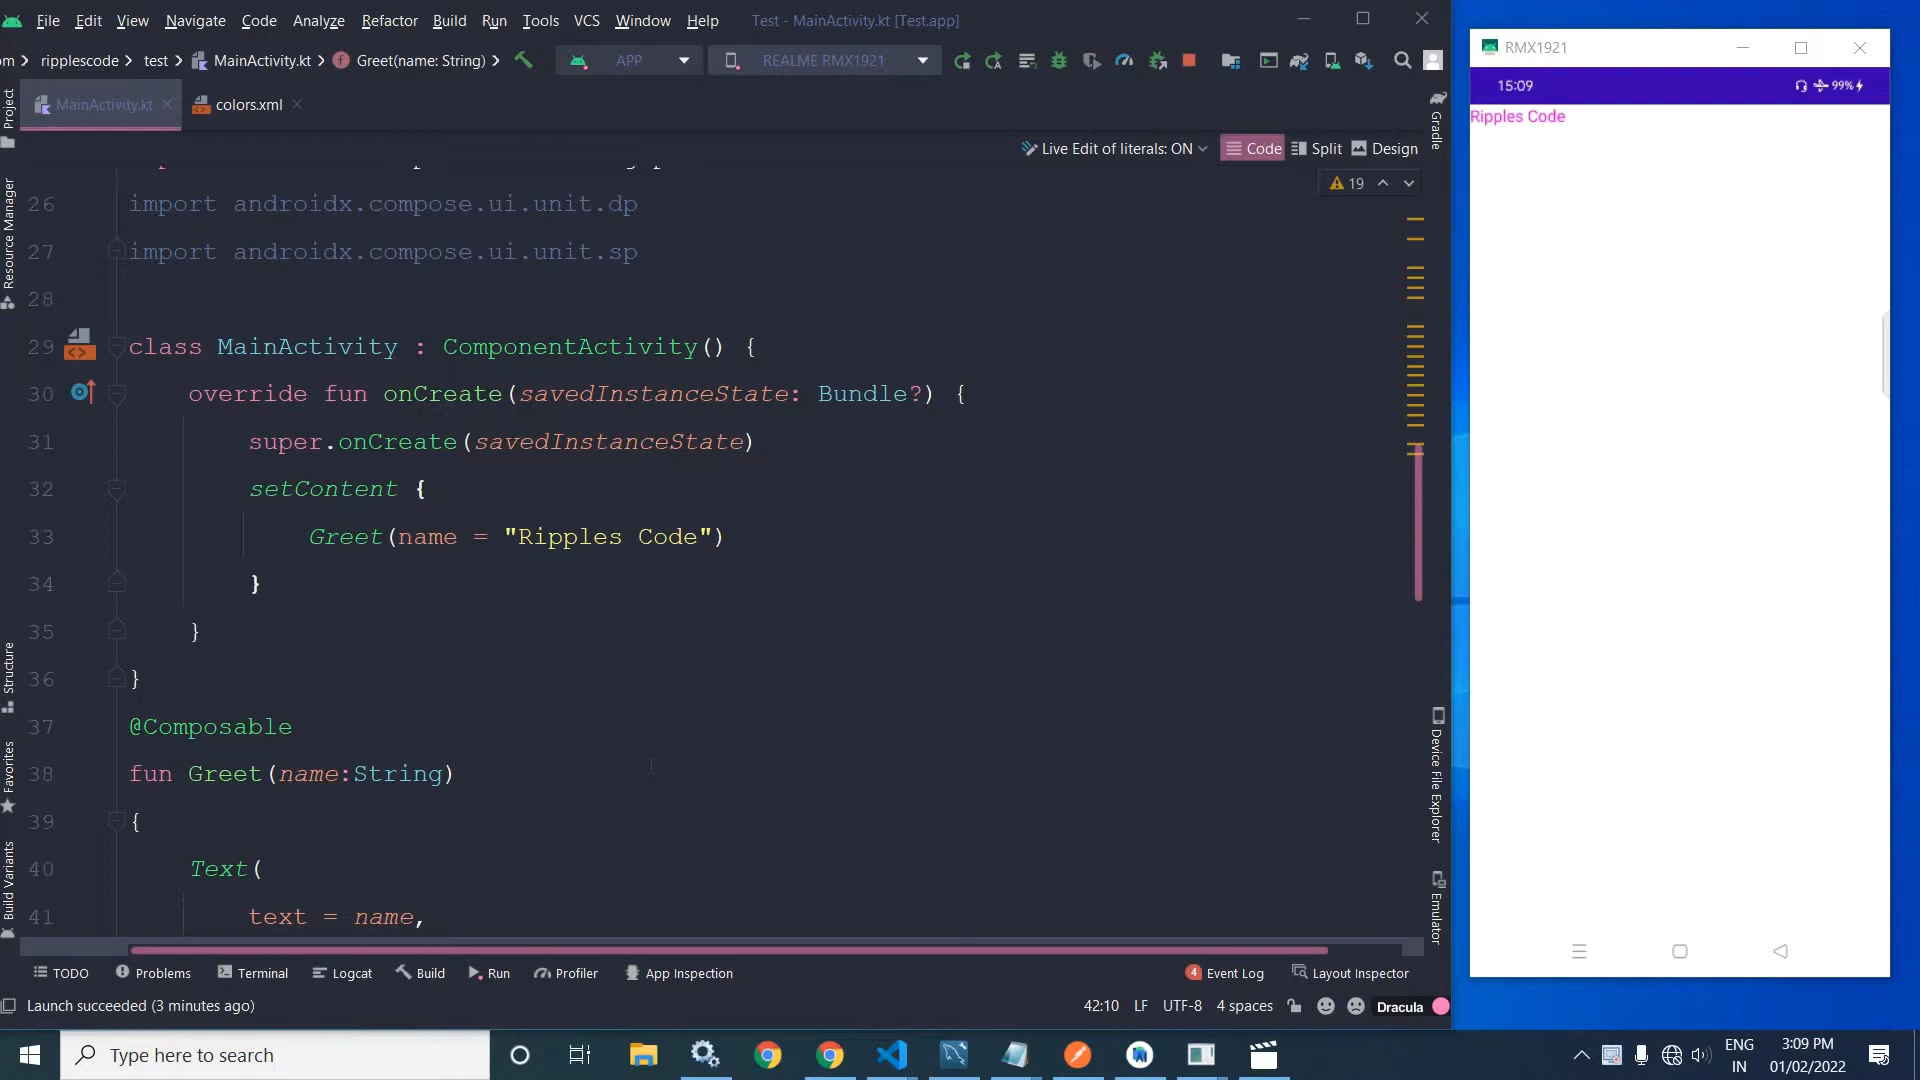 File Edit View Navigate Code Analyze Refactor Build Run Tools VCS Window Help Test - MainActivity.kt [Test.app]
om ripplescode test MainActivity.kt Greet(name: String) APP REALME RMX1921
MainActivity.kt colors.xml
Live Edit of literals: ON Code Split Design
19
26 import androidx.compose.ui.unit.dp
27 import androidx.compose.ui.unit.sp
28
29 class MainActivity : ComponentActivity() {
30 override fun onCreate(savedInstanceState: Bundle?) {
31 super.onCreate(savedInstanceState)
32 setContent {
33 Greet(name = "Ripples Code")
34 }
35 }
36 }
37 @Composable
38 fun Greet(name:String)
39 {
40 Text(
41 text = name,
Project
Resource Manager
Structure
Favorites
Build Variants
Gradle
Device File Explorer
Emulator
TODO Problems Terminal Logcat Build Run Profiler App Inspection 4 Event Log Layout Inspector
Launch succeeded (3 minutes ago) 42:10 LF UTF-8 4 spaces Dracula
RMX1921
15:09 99%
Ripples Code
Type here to search
ENG
IN
3:09 PM
01/02/2022